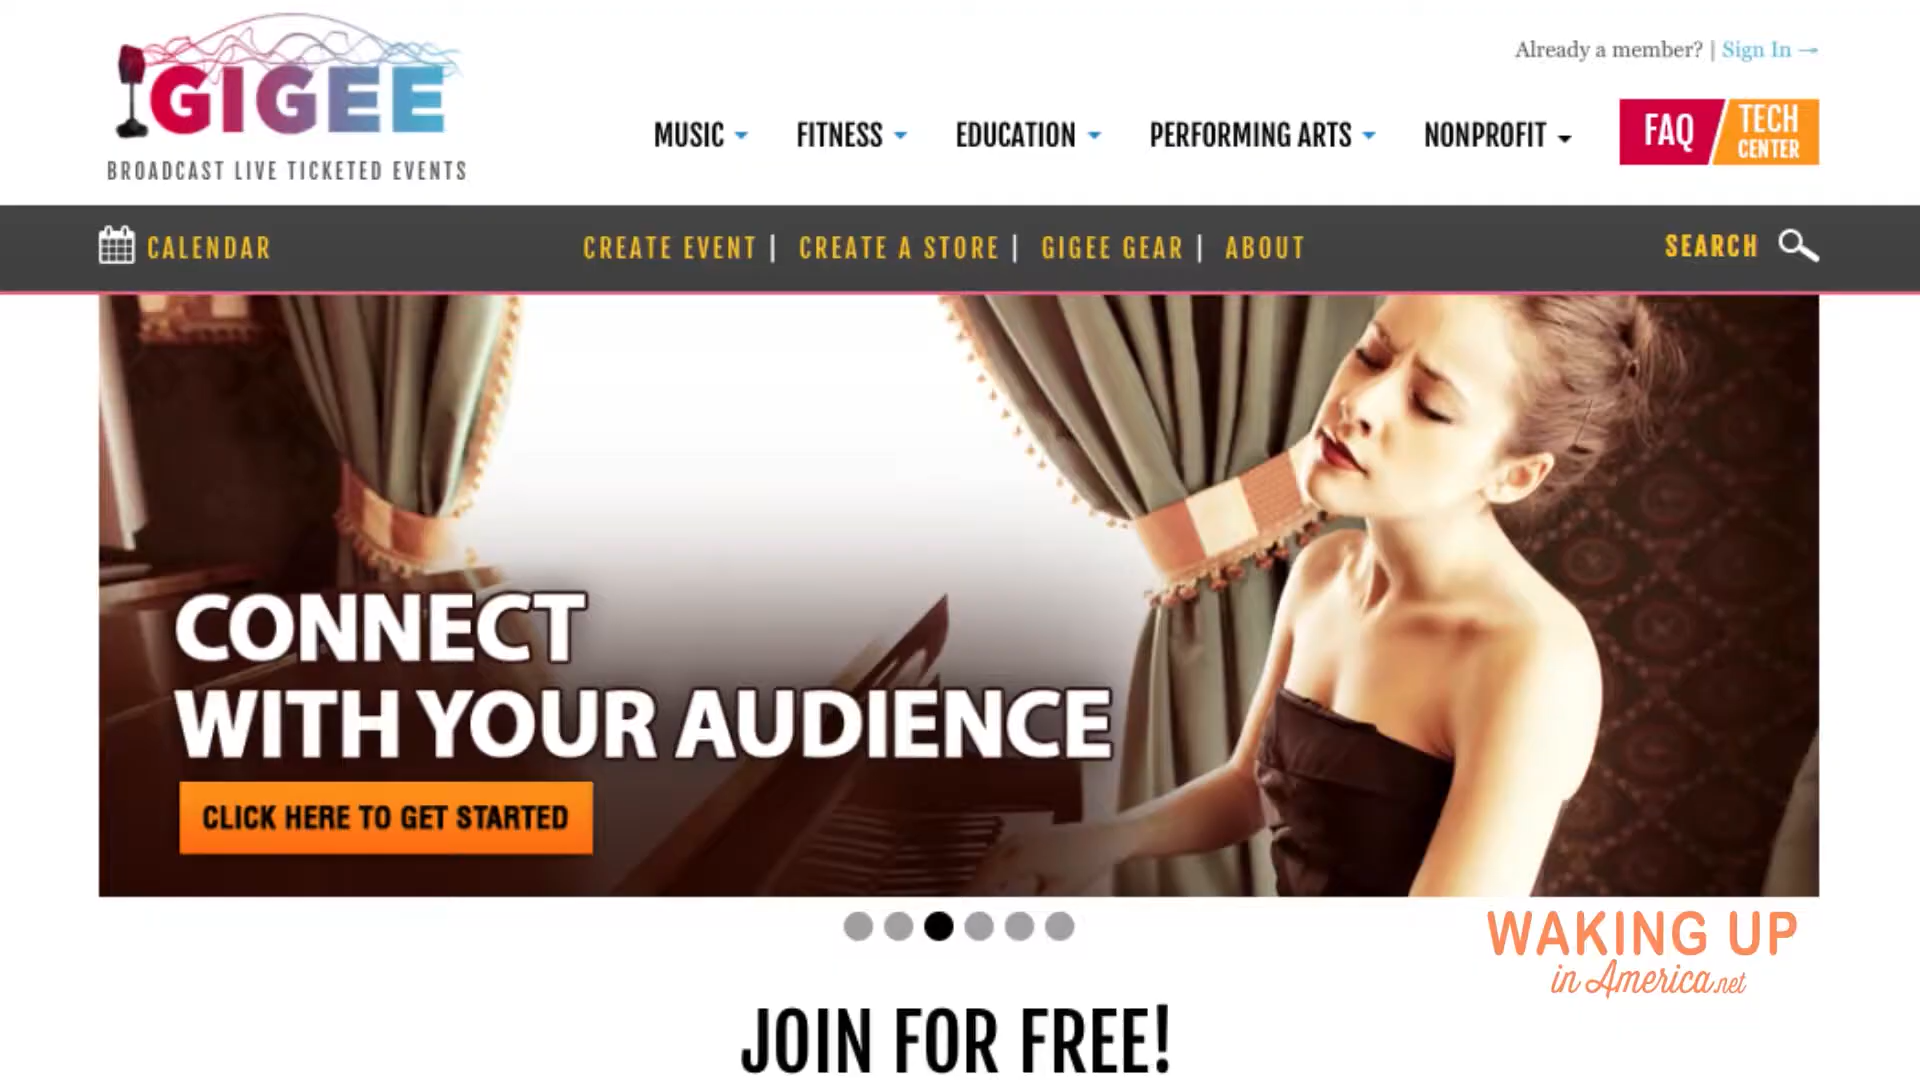 GIGEE
BROADCAST LIVE TICKETED EVENTS
Already a member? | Sign In →
MUSIC
FITNESS
EDUCATION
PERFORMING ARTS
NONPROFIT
FAQ
TECH
CENTER
CALENDAR
CREATE EVENT | CREATE A STORE | GIGEE GEAR | ABOUT
SEARCH
CONNECT
WITH YOUR AUDIENCE
CLICK HERE TO GET STARTED
WAKING UP
in America.net
JOIN FOR FREE!